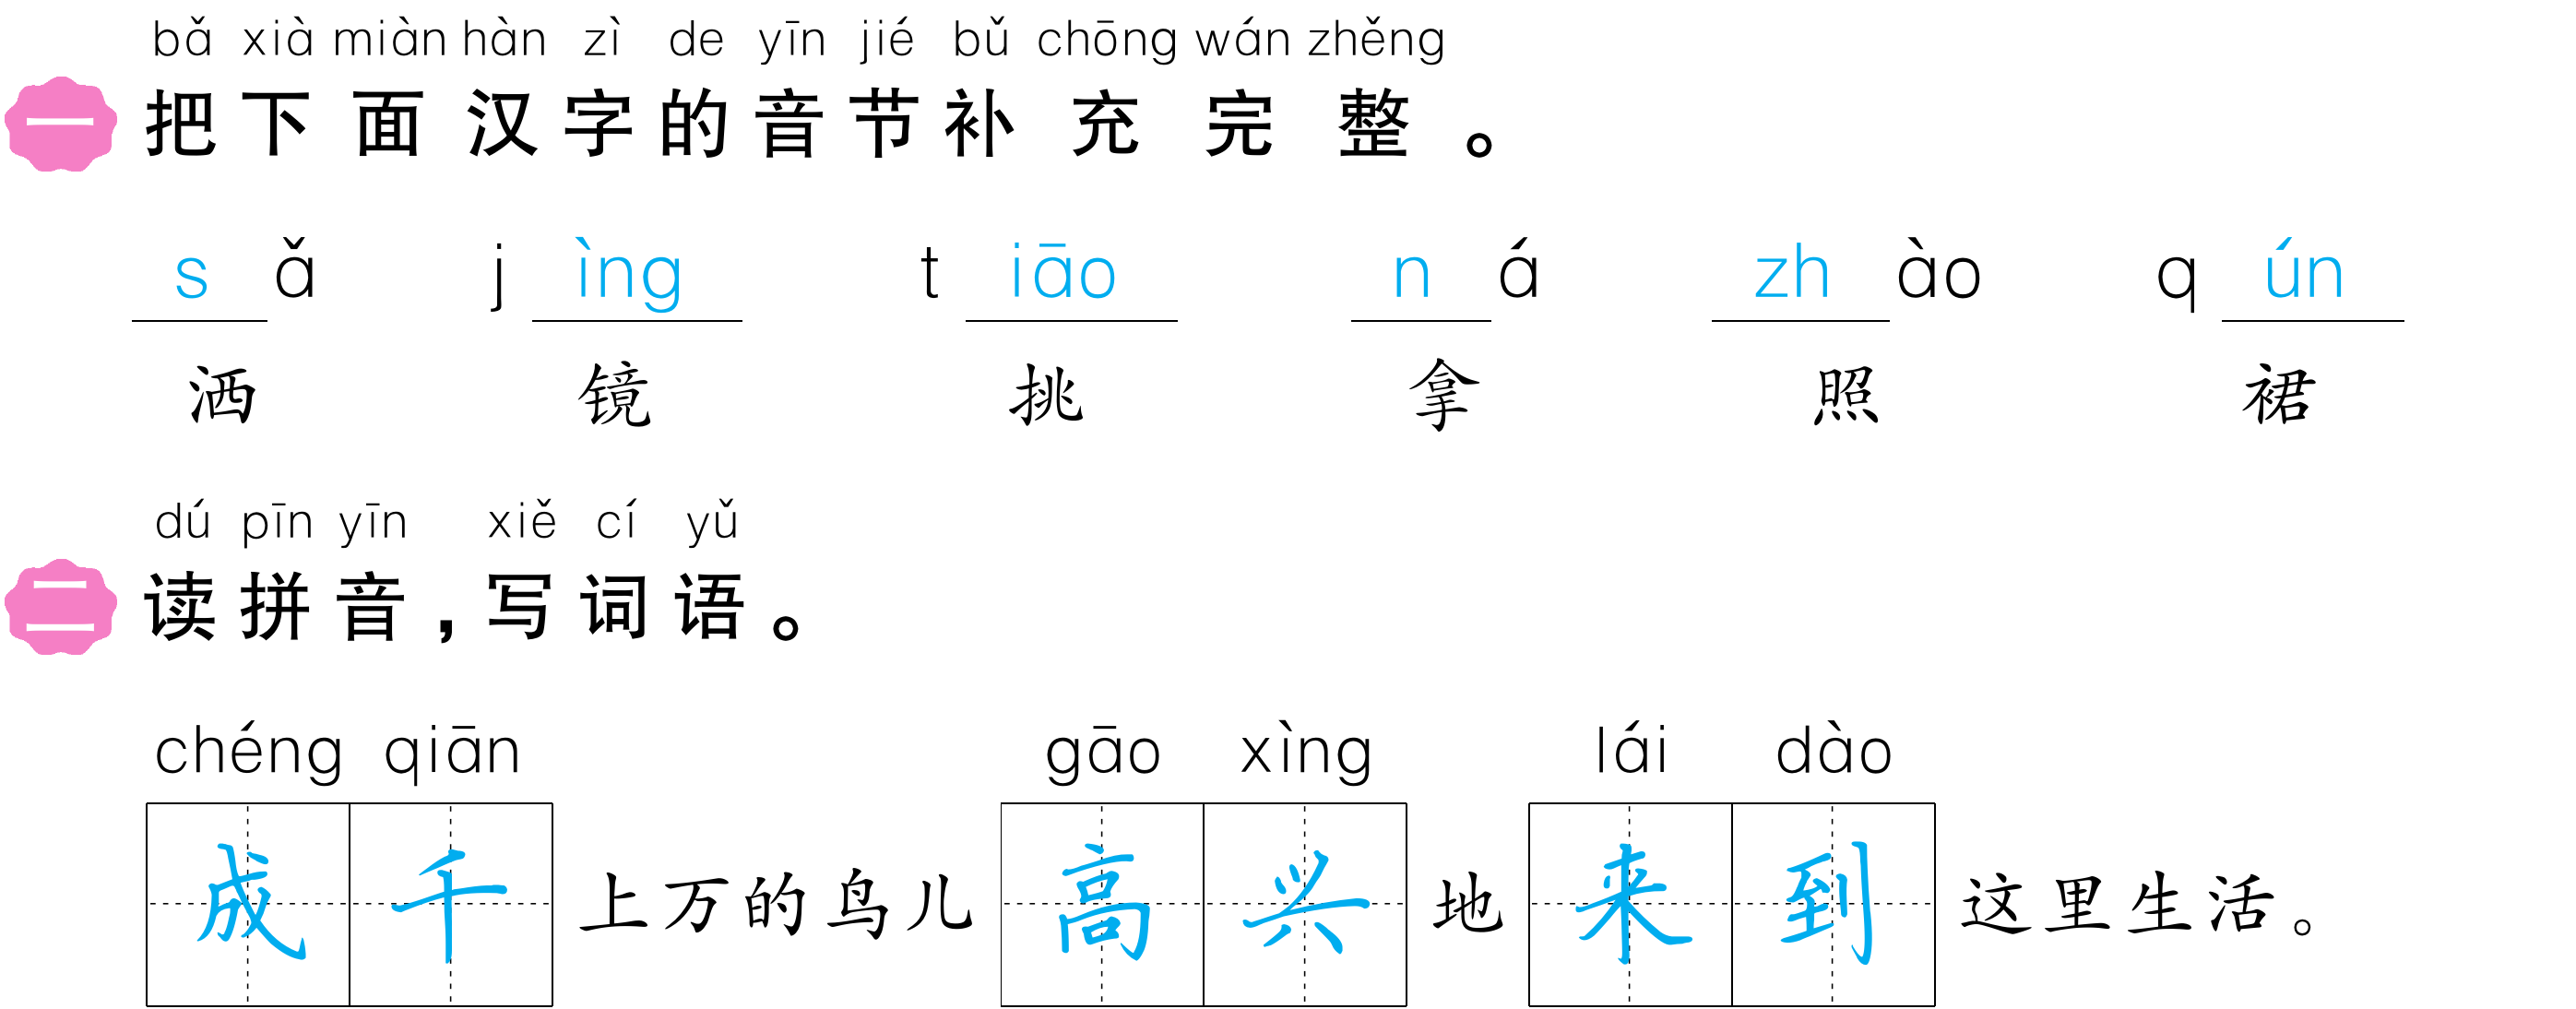 bǎ xià miàn hàn zì de yīn jié bǔ chōng wán zhěng
一 把下面汉字的音节补充完整。
s ǎ j ìng t iāo n á zh ào q ún
洒 镜 挑 拿 照 裙
dú pīn yīn xiě cí yǔ
二 读拼音，写词语。
chéng qiān gāo xìng lái dào
成千上万的鸟儿高兴地来到这里生活。